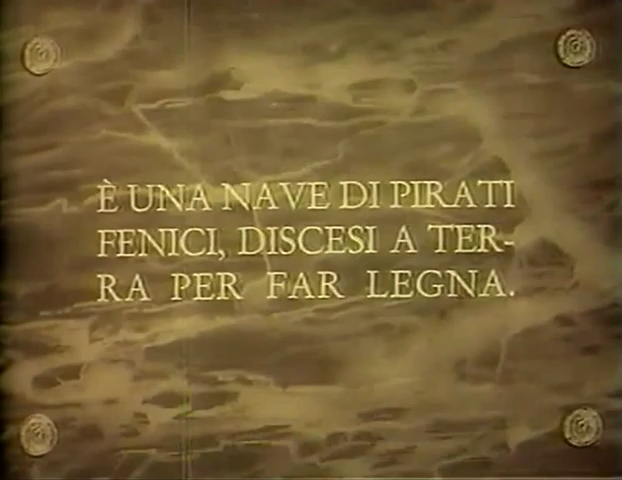 È UNA NAVE DI PIRATI
FENICI, DISCESI A TER-
RA PER FAR LEGNA.